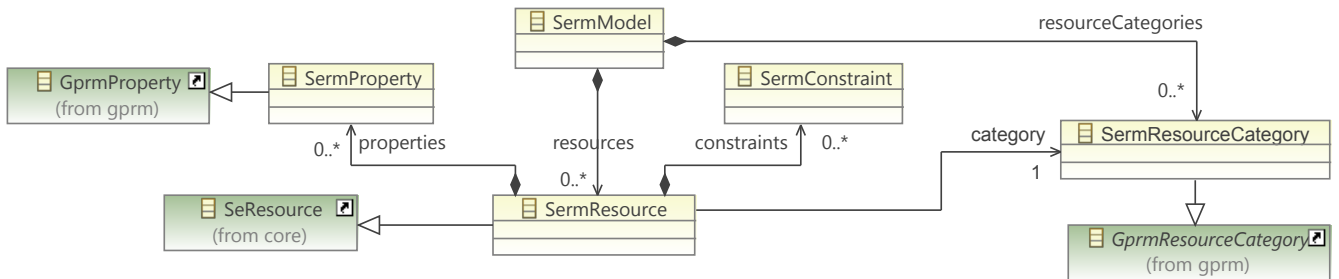 SermModel
resourceCategories
GprmProperty
(from gprm)
SermProperty
SermConstraint
0..*
SermResourceCategory
0..*
properties
resources
constraints
0..*
category
0..*
1
SeResource
(from core)
SermResource
GprmResourceCategory
(from gprm)